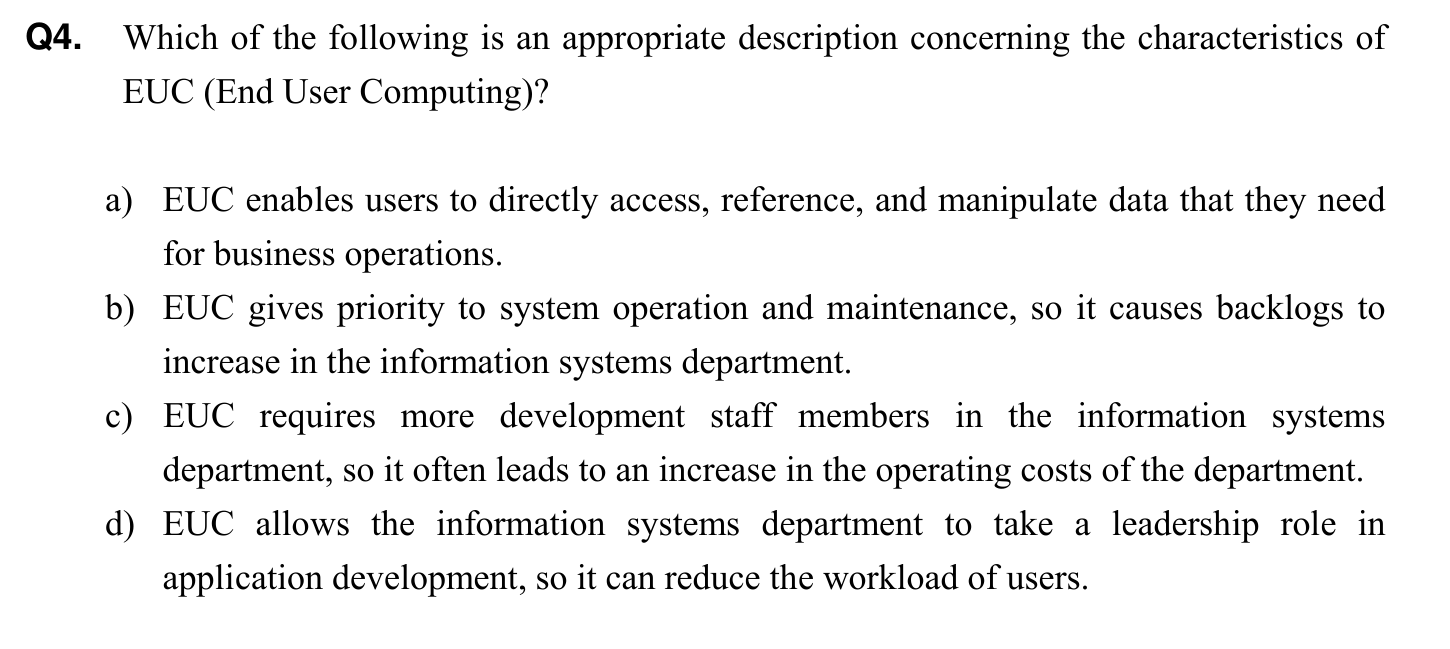 Q4. Which of the following is an appropriate description concerning the characteristics of
EUC (End User Computing)?
a) EUC enables users to directly access, reference, and manipulate data that they need
for business operations.
b) EUC gives priority to system operation and maintenance, so it causes backlogs to
increase in the information systems department.
c) EUC requires more development staff members in the information systems
department, so it often leads to an increase in the operating costs of the department.
d) EUC allows the information systems department to take a leadership role in
application development, so it can reduce the workload of users.